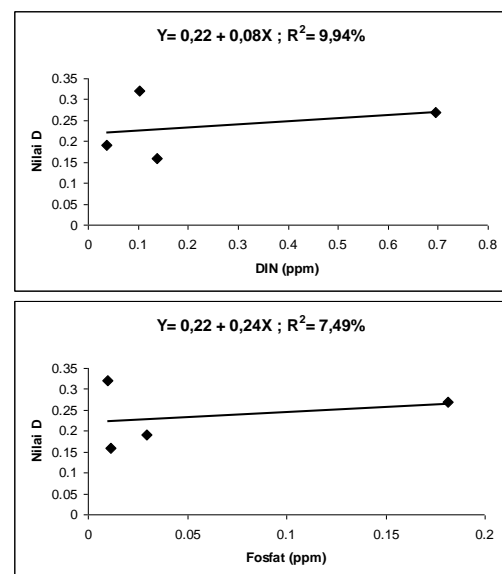 Y= 0,22 + 0,08X ; R²= 9,94%
0.35
0.3
0.25
0.2
0.15
0.1
0.05
0
Nilai D
0 0.1 0.2 0.3 0.4 0.5 0.6 0.7 0.8
DIN (ppm)
Y= 0,22 + 0,24X ; R²= 7,49%
0.35
0.3
0.25
0.2
0.15
0.1
0.05
0
Nilai D
0 0.05 0.1 0.15 0.2
Fosfat (ppm)